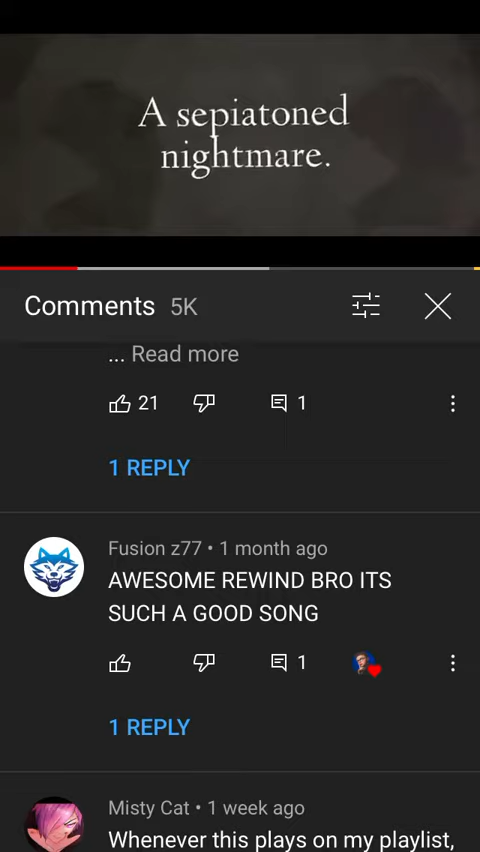 A sepiatoned
nightmare.
Comments 5K
... Read more
21
1
1 REPLY
Fusion z77 • 1 month ago
AWESOME REWIND BRO ITS
SUCH A GOOD SONG
1
1 REPLY
Misty Cat • 1 week ago
Whenever this plays on my playlist,